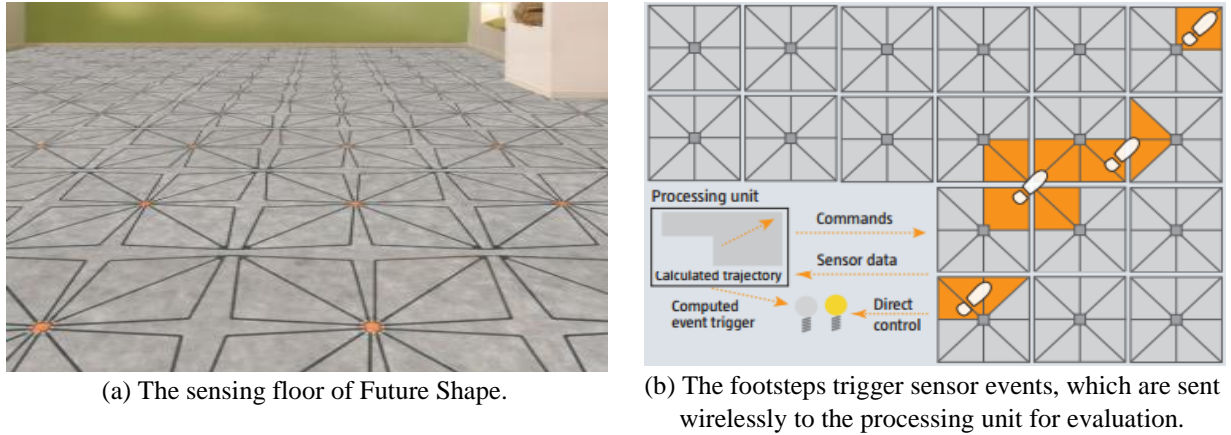 Processing unit
Commands
Sensor data
Calculated trajectory
Computed
event trigger
Direct
control
(a) The sensing floor of Future Shape.
(b) The footsteps trigger sensor events, which are sent
wirelessly to the processing unit for evaluation.